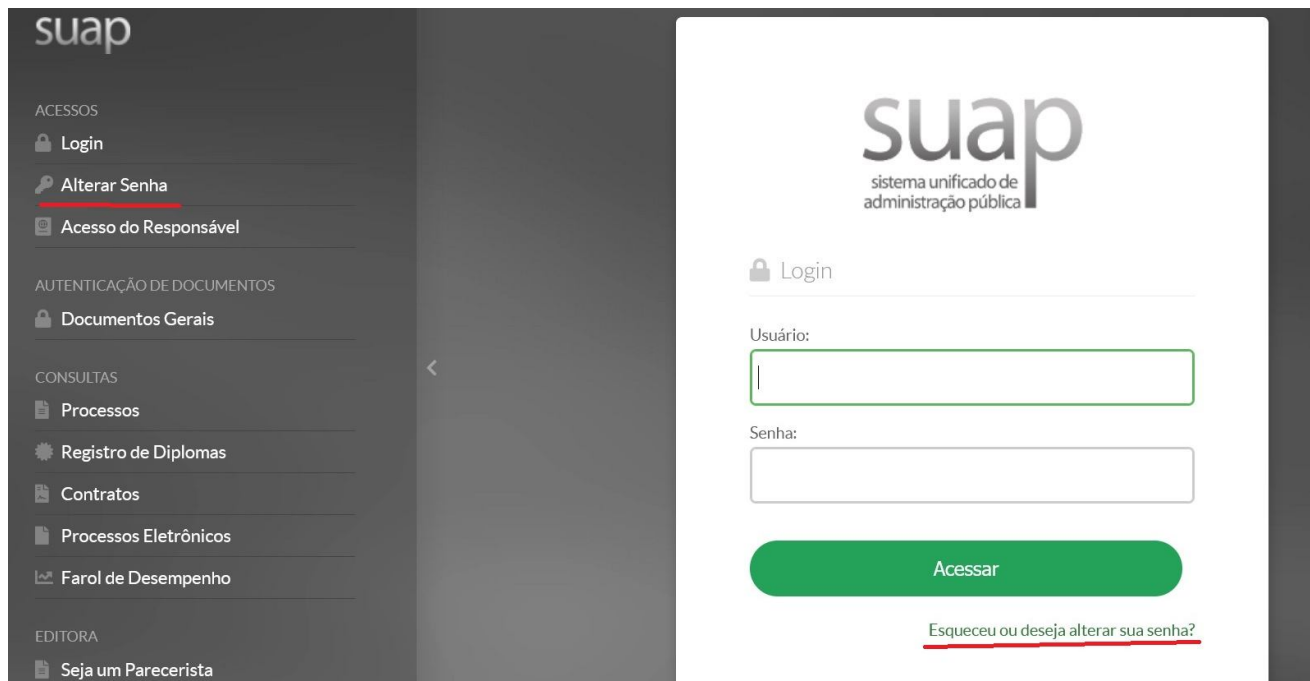 suap
ACESSOS
Login
Alterar Senha
Acesso do Responsável
AUTENTICAÇÃO DE DOCUMENTOS
Documentos Gerais
CONSULTAS
Processos
Registro de Diplomas
Contratos
Processos Eletrônicos
Farol de Desempenho
EDITORA
Seja um Parecerista
suap
sistema unificado de
administração pública
Login
Usuário:
Senha:
Acessar
Esqueceu ou deseja alterar sua senha?